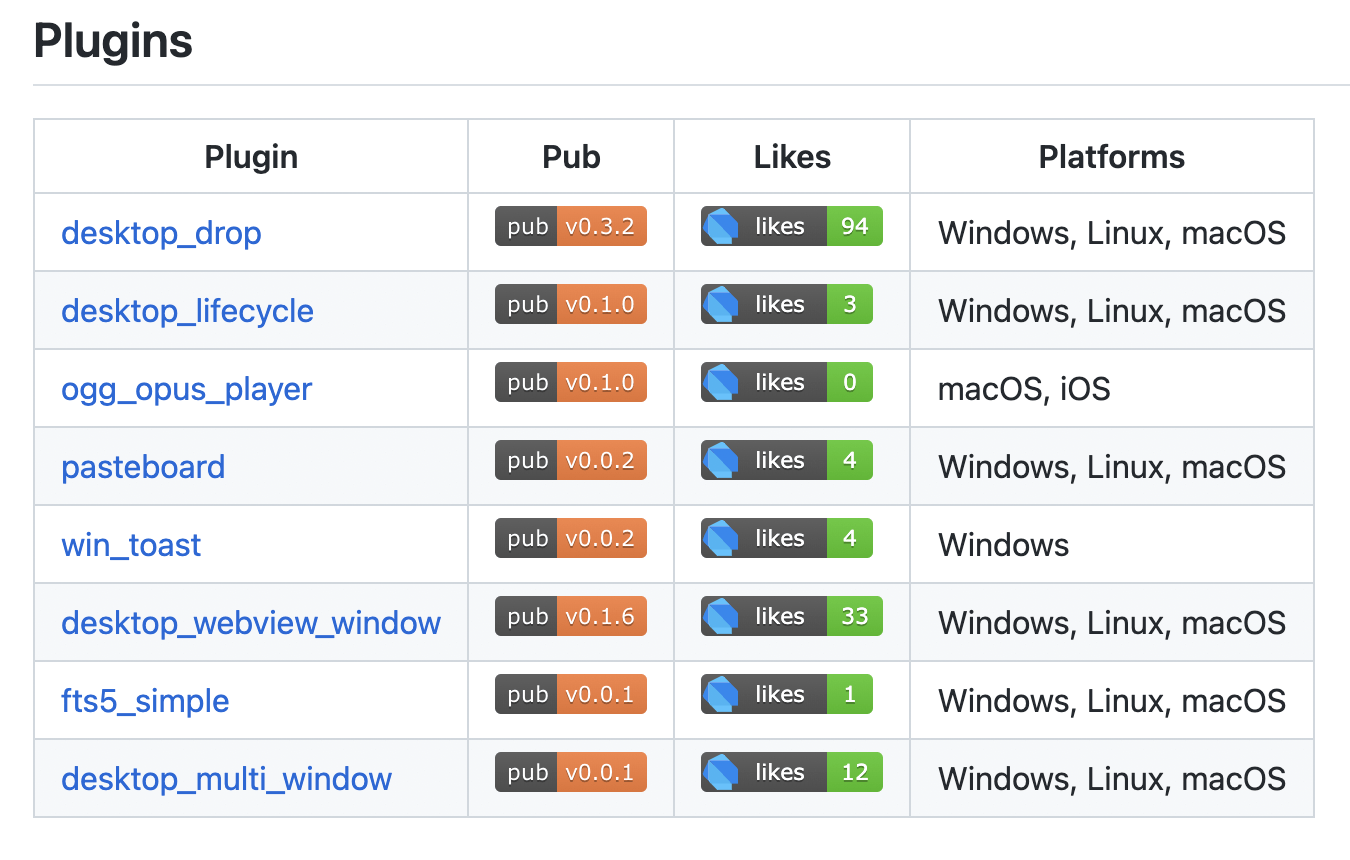 Plugins
Plugin Pub Likes Platforms
desktop_drop pub v0.3.2 likes 94 Windows, Linux, macOS
desktop_lifecycle pub v0.1.0 likes 3 Windows, Linux, macOS
ogg_opus_player pub v0.1.0 likes 0 macOS, iOS
pasteboard pub v0.0.2 likes 4 Windows, Linux, macOS
win_toast pub v0.0.2 likes 4 Windows
desktop_webview_window pub v0.1.6 likes 33 Windows, Linux, macOS
fts5_simple pub v0.0.1 likes 1 Windows, Linux, macOS
desktop_multi_window pub v0.0.1 likes 12 Windows, Linux, macOS